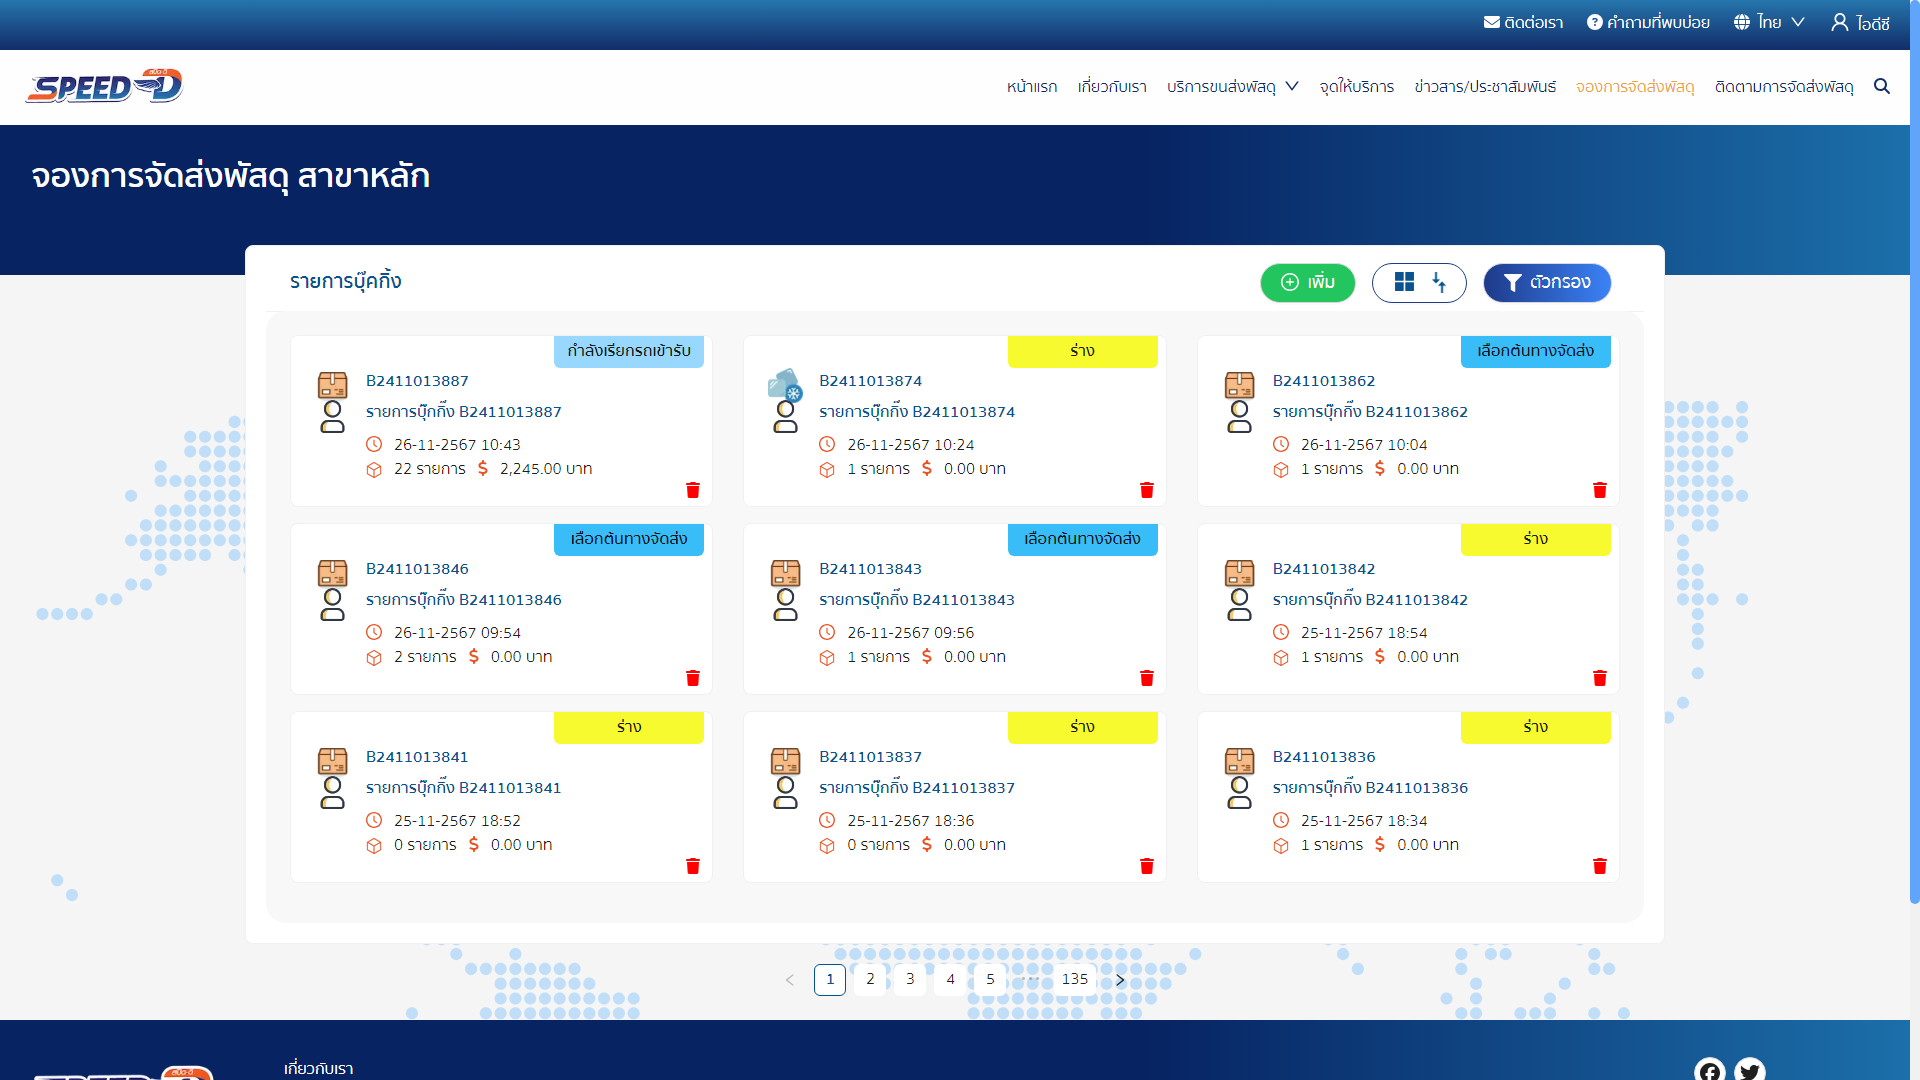 ติดต่อเรา คำถามที่พบบ่อย ไทย ไอดีซี
SPEED-D สปีด-ดี
หน้าแรก เกี่ยวกับเรา บริการขนส่งพัสดุ จุดให้บริการ ข่าวสาร/ประชาสัมพันธ์ จองการจัดส่งพัสดุ ติดตามการจัดส่งพัสดุ
จองการจัดส่งพัสดุ สาขาหลัก
รายการบุ๊คกิ้ง เพิ่ม ตัวกรอง
กำลังเรียกรถเข้ารับ
B2411013887
รายการบุ๊กกิ๊ง B2411013887
26-11-2567 10:43
22 รายการ $ 2,245.00 บาท
ร่าง
B2411013874
รายการบุ๊กกิ๊ง B2411013874
26-11-2567 10:24
1 รายการ $ 0.00 บาท
เลือกต้นทางจัดส่ง
B2411013862
รายการบุ๊กกิ๊ง B2411013862
26-11-2567 10:04
1 รายการ $ 0.00 บาท
เลือกต้นทางจัดส่ง
B2411013846
รายการบุ๊กกิ๊ง B2411013846
26-11-2567 09:54
2 รายการ $ 0.00 บาท
เลือกต้นทางจัดส่ง
B2411013843
รายการบุ๊กกิ๊ง B2411013843
26-11-2567 09:56
1 รายการ $ 0.00 บาท
ร่าง
B2411013842
รายการบุ๊กกิ๊ง B2411013842
25-11-2567 18:54
1 รายการ $ 0.00 บาท
ร่าง
B2411013841
รายการบุ๊กกิ๊ง B2411013841
25-11-2567 18:52
0 รายการ $ 0.00 บาท
ร่าง
B2411013837
รายการบุ๊กกิ๊ง B2411013837
25-11-2567 18:36
0 รายการ $ 0.00 บาท
ร่าง
B2411013836
รายการบุ๊กกิ๊ง B2411013836
25-11-2567 18:34
1 รายการ $ 0.00 บาท
< 1 2 3 4 5 ••• 135 >
เกี่ยวกับเรา